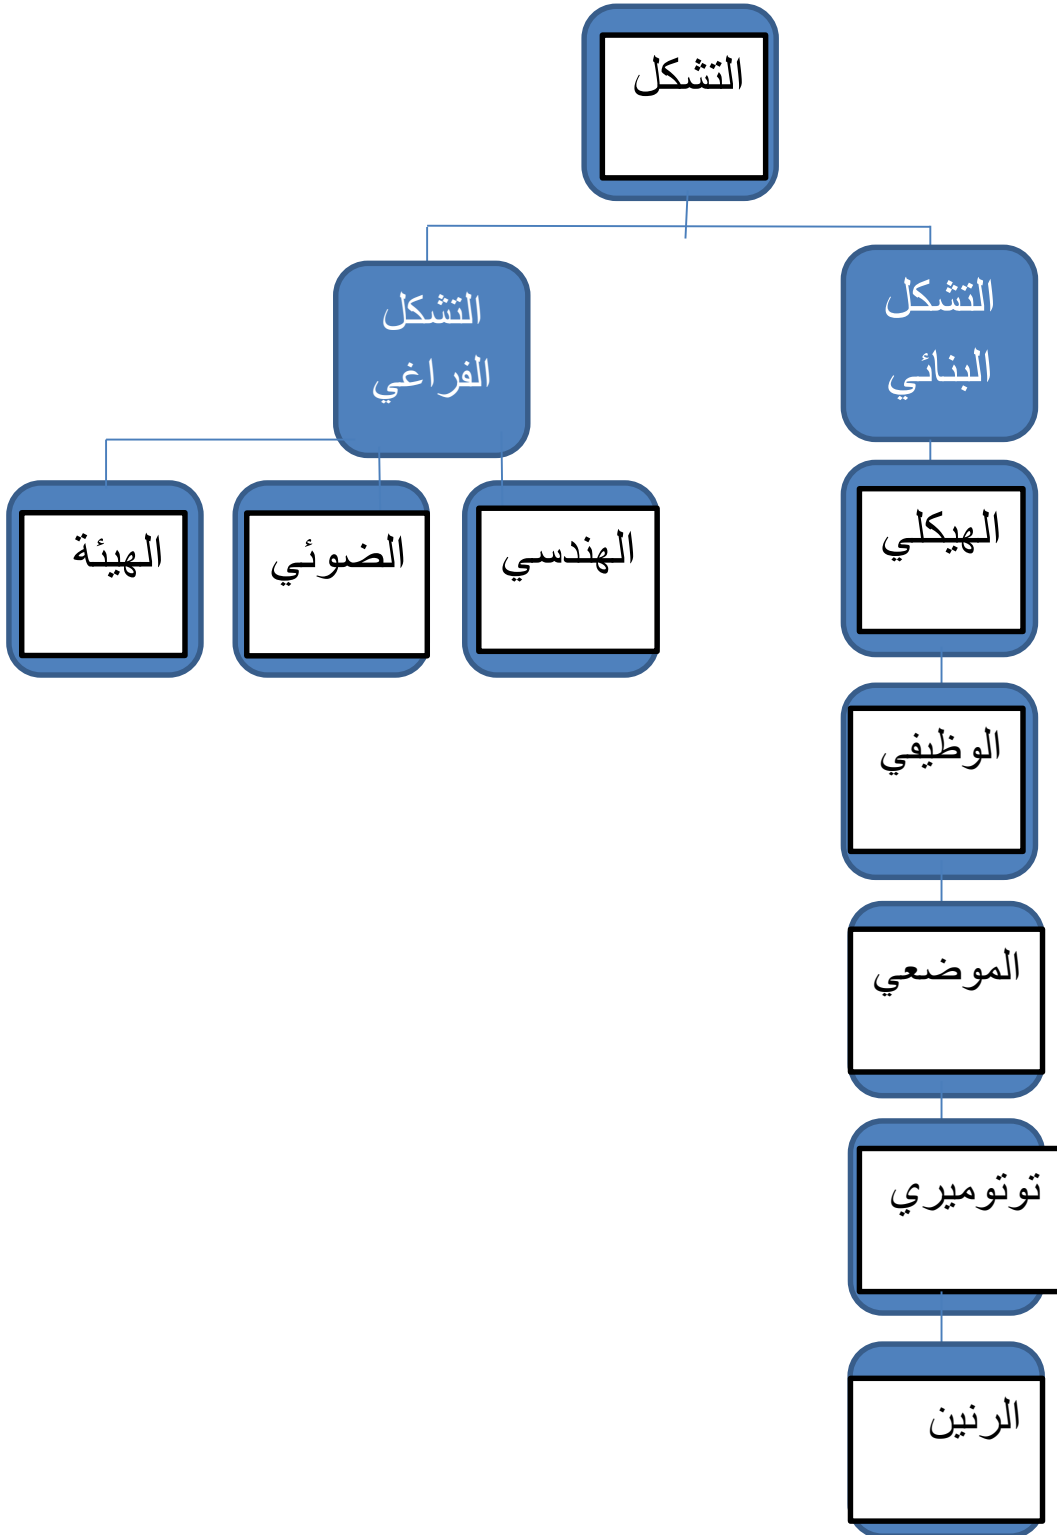 التشكل
التشكل
البنائي
التشكل
الفراغي
الهيكلي
الهندسي
الضوئي
الهيئة
الوظيفي
الموضعي
توتوميري
الرنين